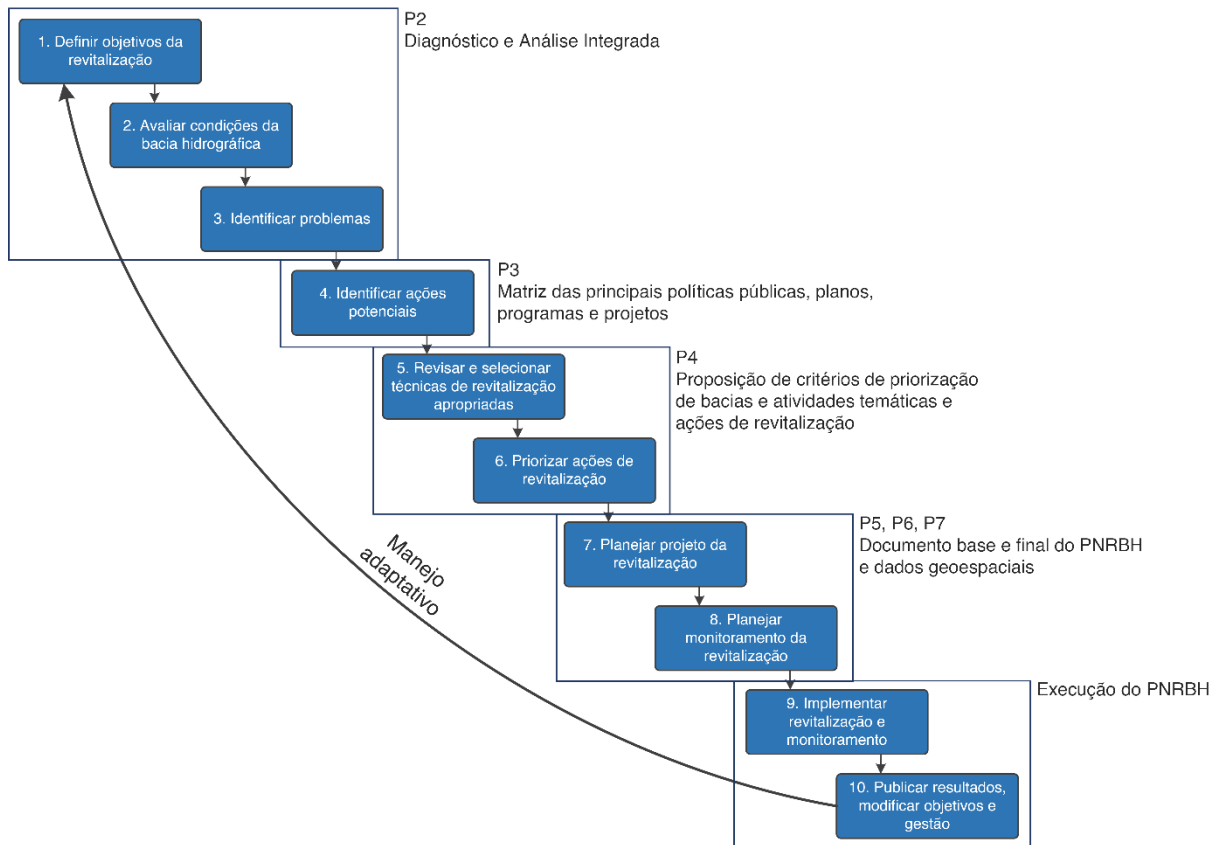 P2
Diagnóstico e Análise Integrada
1. Definir objetivos da
revitalização
2. Avaliar condições da
bacia hidrográfica
3. Identificar problemas
P3
Matriz das principais políticas públicas, planos,
programas e projetos
4. Identificar ações
potenciais
P4
Proposição de critérios de priorização
de bacias e atividades temáticas e
ações de revitalização
5. Revisar e selecionar
técnicas de revitalização
apropriadas
6. Priorizar ações de
revitalização
P5, P6, P7
Documento base e final do PNRBH
e dados geoespaciais
7. Planejar projeto da
revitalização
8. Planejar
monitoramento da
revitalização
Execução do PNRBH
9. Implementar
revitalização e
monitoramento
10. Publicar resultados,
modificar objetivos e
gestão
Manejo
adaptativo